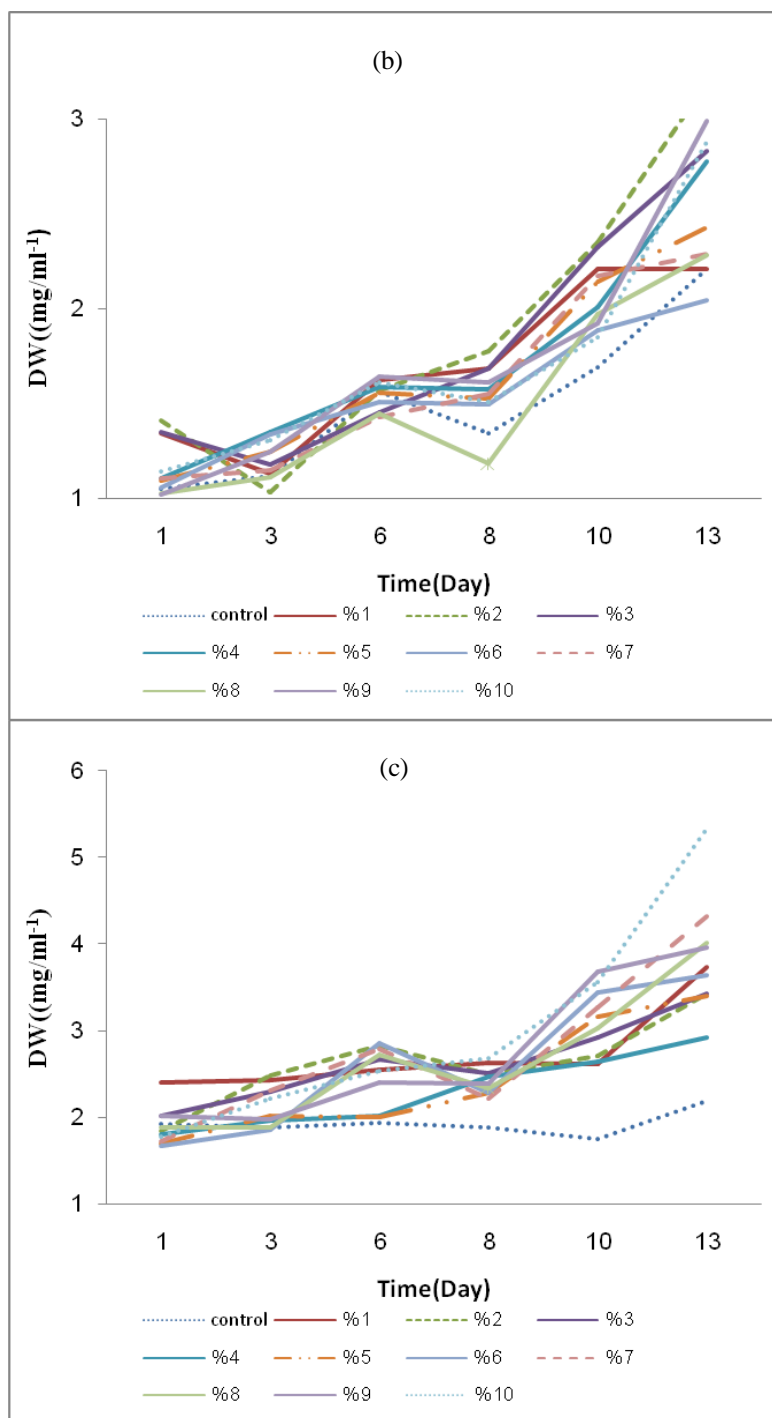 (b)
3
2
1
DW((mg/ml-1)
1 3 6 8 10 13
Time(Day)
control %1 %2 %3
%4 %5 %6 %7
%8 %9 %10
(c)
6
5
4
3
2
1
DW((mg/ml-1)
1 3 6 8 10 13
Time(Day)
control %1 %2 %3
%4 %5 %6 %7
%8 %9 %10